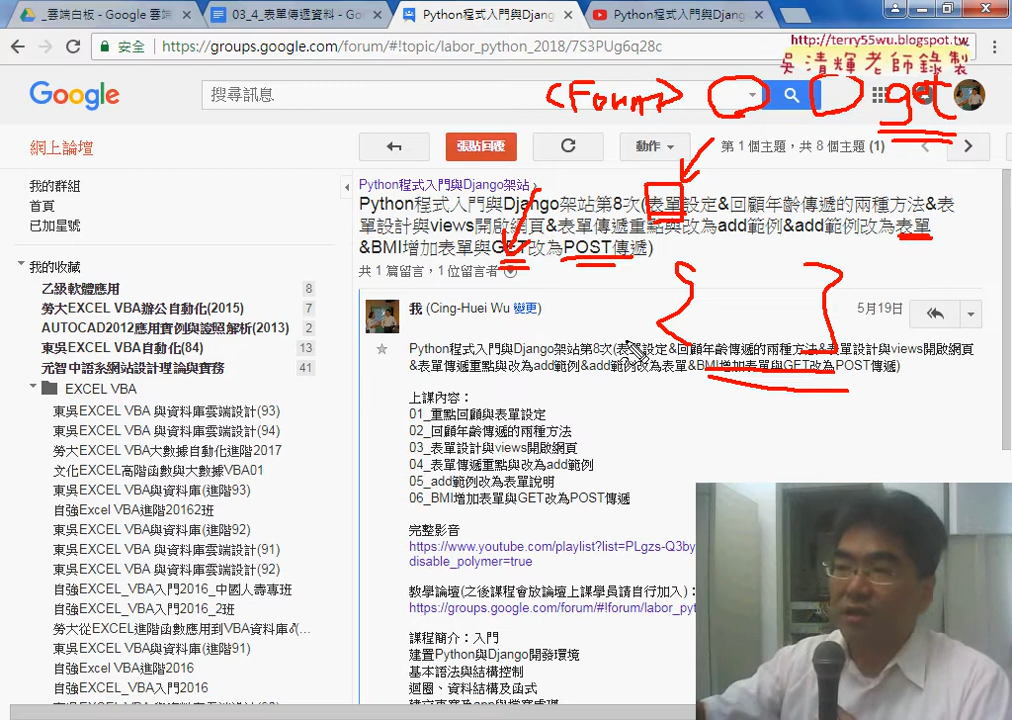 _雲端白板 - Google 雲端
03_4_表單傳遞資料 - Go
Python程式入門與Djang
Python程式入門與Djang
安全 https://groups.google.com/forum/#!topic/labor_python_2018/7S3PUg6q28c
http://terry55wu.blogspot.tw
吳清輝老師錄製
Google
搜尋訊息
<Form>
get
網上論壇
張貼回覆
動作
第 1 個主題，共 8 個主題 (1)
我的群組
首頁
已加星號
我的收藏
乙級軟體應用 8
勞大EXCEL VBA辦公自動化(2015) 7
AUTOCAD2012應用實例與證照解析(2013) 2
東吳EXCEL VBA自動化(84) 13
元智中語系網站設計理論與實務 41
EXCEL VBA
東吳EXCEL VBA 與資料庫雲端設計(93)
東吳EXCEL VBA 與資料庫雲端設計(94)
勞大EXCEL VBA大數據自動化進階2017
文化EXCEL高階函數與大數據VBA01
東吳EXCEL VBA與資料庫(進階93)
自強Excel VBA進階20162班
東吳EXCEL VBA與資料庫(進階92)
東吳EXCEL VBA與資料庫雲端設計(91)
東吳EXCEL VBA與資料庫雲端設計(92)
自強EXCEL VBA入門2016_中國人壽專班
自強EXCEL VBA入門2016_2班
勞大從EXCEL進階函數應用到VBA資料庫
東吳EXCEL VBA與資料庫(進階91)
自強Excel VBA進階2016
自強EXCEL VBA入門2016
Python程式入門與Django架站
Python程式入門與Django架站第8次(表單設定&回顧年齡傳遞的兩種方法&表
單設計與views開啟網頁&表單傳遞重點與改為add範例&add範例改為表單
&BMI增加表單與GET改為POST傳遞)
共 1 篇留言，1 位留言者
我 (Cing-Huei Wu 變更)
5月19日
Python程式入門與Django架站第8次(表單設定&回顧年齡傳遞的兩種方法&表單設計與views開啟網頁
&表單傳遞重點與改為add範例&add範例改為表單&BMI增加表單與GET改為POST傳遞)
上課內容：
01_重點回顧與表單設定
02_回顧年齡傳遞的兩種方法
03_表單設計與views開啟網頁
04_表單傳遞重點與改為add範例
05_add範例改為表單說明
06_BMI增加表單與GET改為POST傳遞
完整影音
https://www.youtube.com/playlist?list=PLgzs-Q3by
disable_polymer=true
教學論壇(之後課程會放論壇上課學員請自行加入)：
https://groups.google.com/forum/#!forum/labor_pyt
課程簡介：入門
建置Python與Django開發環境
基本語法與結構控制
迴圈、資料結構及函式